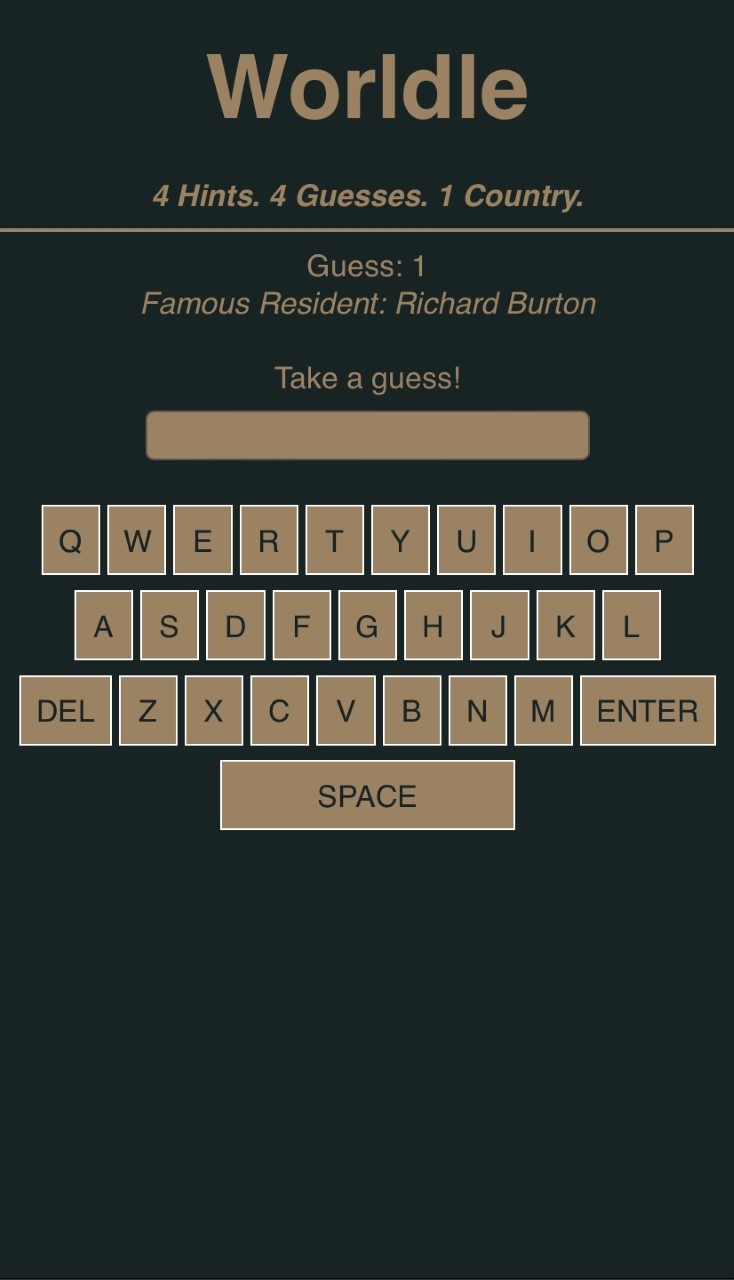 Worldle
4 Hints. 4 Guesses. 1 Country.
Guess: 1
Famous Resident: Richard Burton
Take a guess!
Q W E R T Y U I O P
A S D F G H J K L
DEL Z X C V B N M ENTER
SPACE